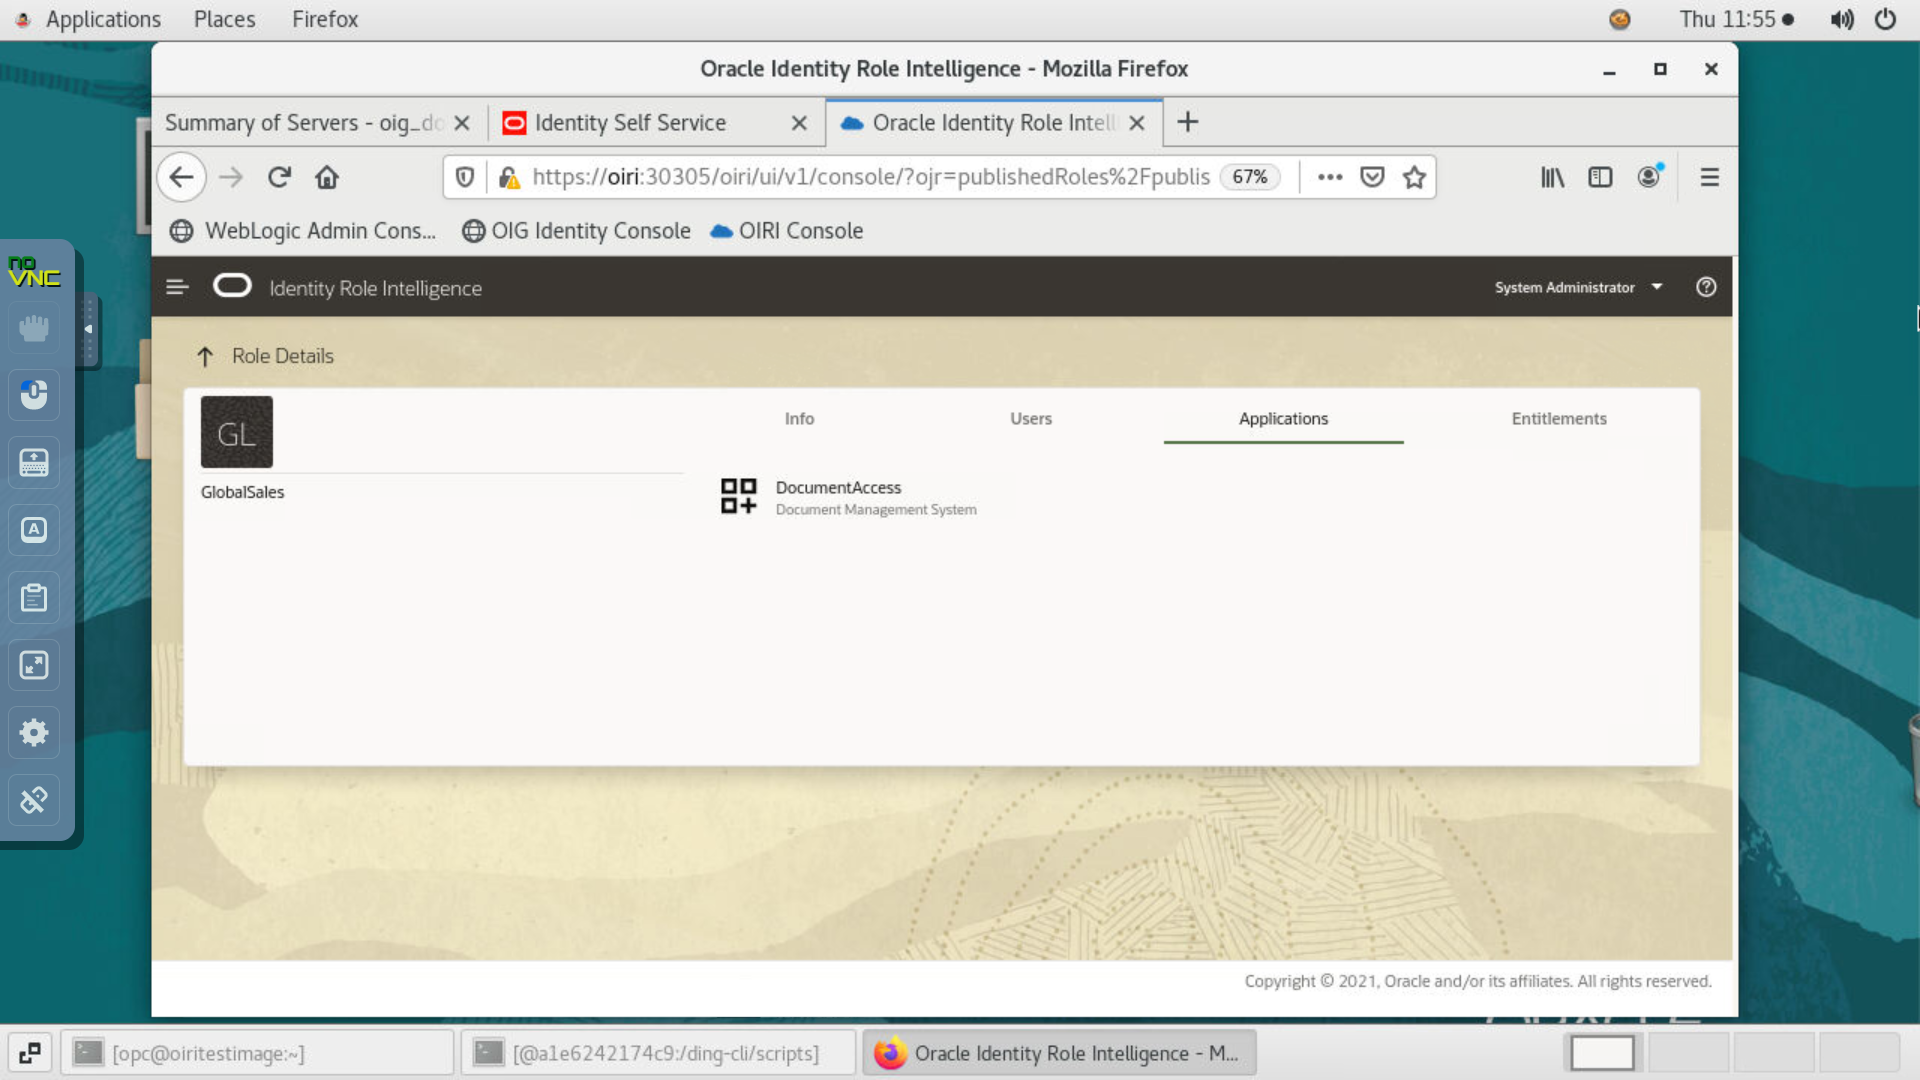 Applications Places Firefox Thu 11:55
Oracle Identity Role Intelligence - Mozilla Firefox
Summary of Servers - oig_do Identity Self Service Oracle Identity Role Intell
https://oiri:30305/oiri/ui/v1/console/?ojr=publishedRoles%2Fpublis 67%
WebLogic Admin Cons... OIG Identity Console OIRI Console
no
VNC
Identity Role Intelligence System Administrator
Role Details
GL
Info Users Applications Entitlements
GlobalSales
DocumentAccess
Document Management System
A
Copyright © 2021, Oracle and/or its affiliates. All rights reserved.
[opc@oiritestimage:~] [@a1e6242174c9:/ding-cli/scripts] Oracle Identity Role Intelligence - M...